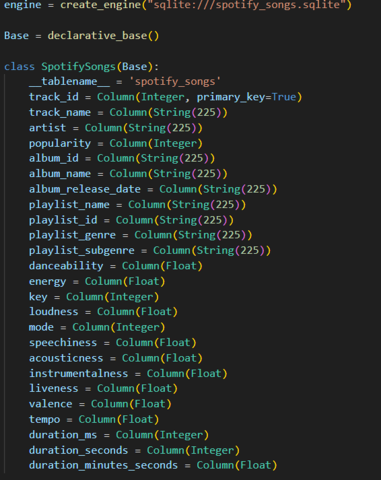 engine = create_engine("sqlite:///spotify_songs.sqlite")
Base = declarative_base()
class SpotifySongs(Base):
__tablename__ = 'spotify_songs'
track_id = Column(Integer, primary_key=True)
track_name = Column(String(225))
artist = Column(String(225))
popularity = Column(Integer)
album_id = Column(String(225))
album_name = Column(String(225))
album_release_date = Column(String(225))
playlist_name = Column(String(225))
playlist_id = Column(String(225))
playlist_genre = Column(String(225))
playlist_subgenre = Column(String(225))
danceability = Column(Float)
energy = Column(Float)
key = Column(Integer)
loudness = Column(Float)
mode = Column(Integer)
speechiness = Column(Float)
acousticness = Column(Float)
instrumentalness = Column(Float)
liveness = Column(Float)
valence = Column(Float)
tempo = Column(Float)
duration_ms = Column(Integer)
duration_seconds = Column(Integer)
duration_minutes_seconds = Column(Float)